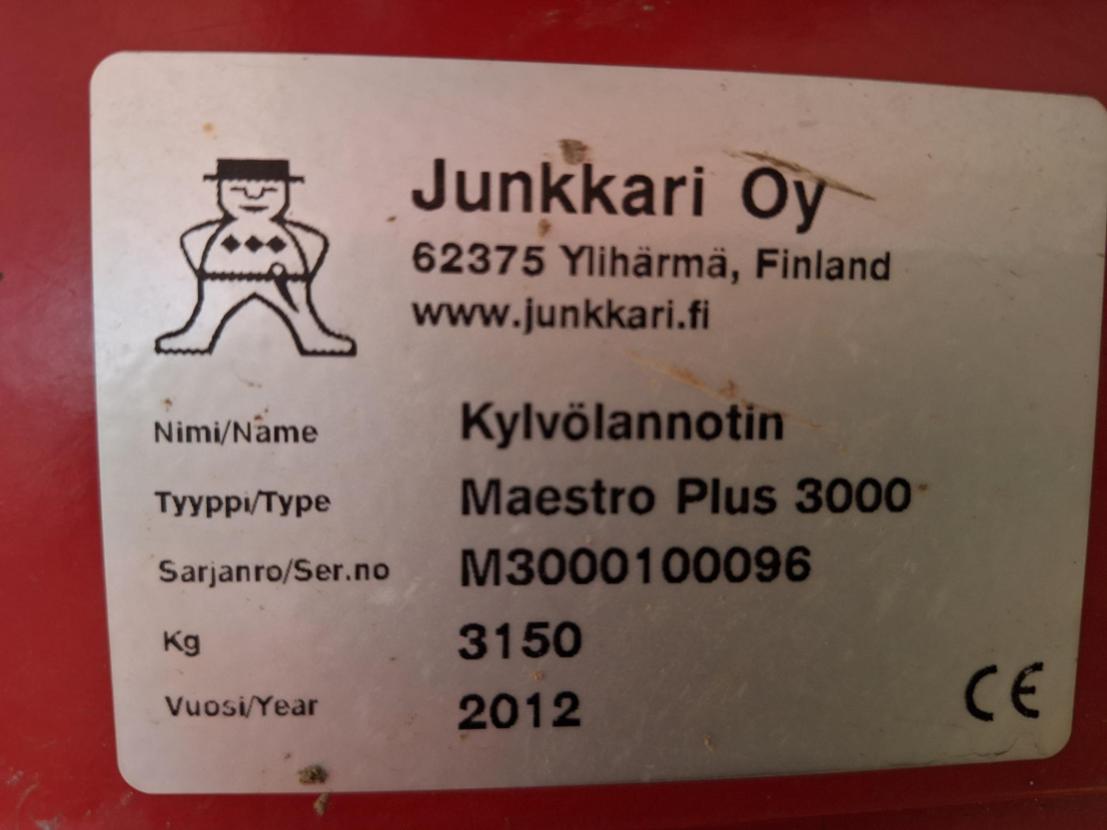 Junkkari Oy
62375 Ylihärmä, Finland
www.junkkari.fi
Nimi/Name Kylvölannotin
Tyyppi/Type Maestro Plus 3000
Sarjanro/Ser.no M3000100096
Kg 3150
Vuosi/Year 2012
CE